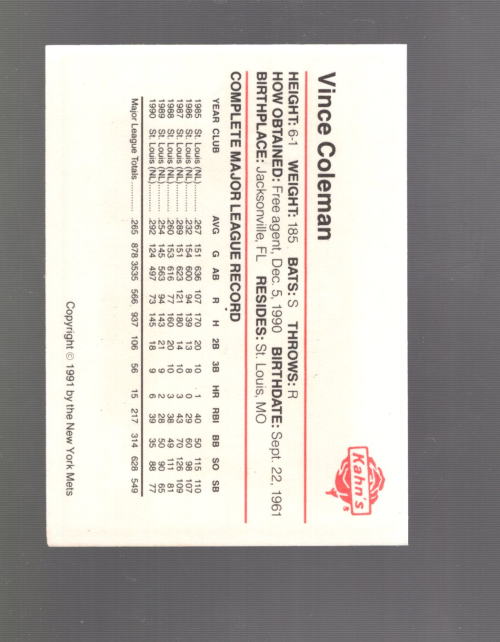 Vince Coleman
Kahn's
HEIGHT: 6-1 WEIGHT: 185 BATS: S THROWS: R
HOW OBTAINED: Free agent, Dec. 5, 1990 BIRTHDATE: Sept. 22, 1961
BIRTHPLACE: Jacksonville, FL RESIDES: St. Louis, MO
COMPLETE MAJOR LEAGUE RECORD
YEAR CLUB AVG G AB R H 2B 3B HR RBI BB SO SB
1985 St. Louis (NL) .......... .267 151 636 107 170 20 10 1 40 50 115 110
1986 St. Louis (NL) .......... .232 154 600 94 139 13 8 0 29 60 98 107
1987 St. Louis (NL) .......... .289 151 623 121 180 14 10 3 43 70 126 109
1988 St. Louis (NL) .......... .260 153 616 77 160 20 10 3 38 49 111 81
1989 St. Louis (NL) .......... .254 145 563 94 143 21 9 2 28 50 90 65
1990 St. Louis (NL) .......... .292 124 497 73 145 18 9 6 39 35 88 77
Major League Totals .......... .265 878 3535 566 937 106 56 15 217 314 628 549
Copyright © 1991 by the New York Mets